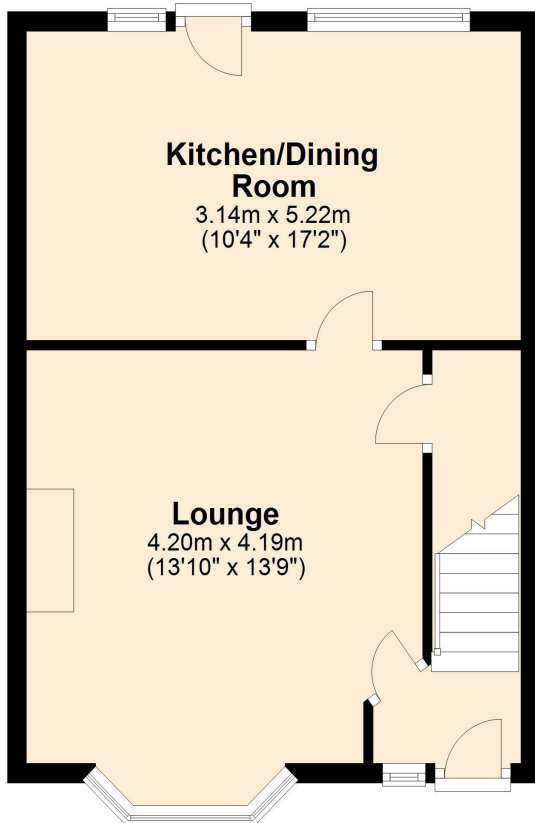 Kitchen/Dining
Room
3.14m x 5.22m
(10'4" x 17'2")
Lounge
4.20m x 4.19m
(13'10" x 13'9")